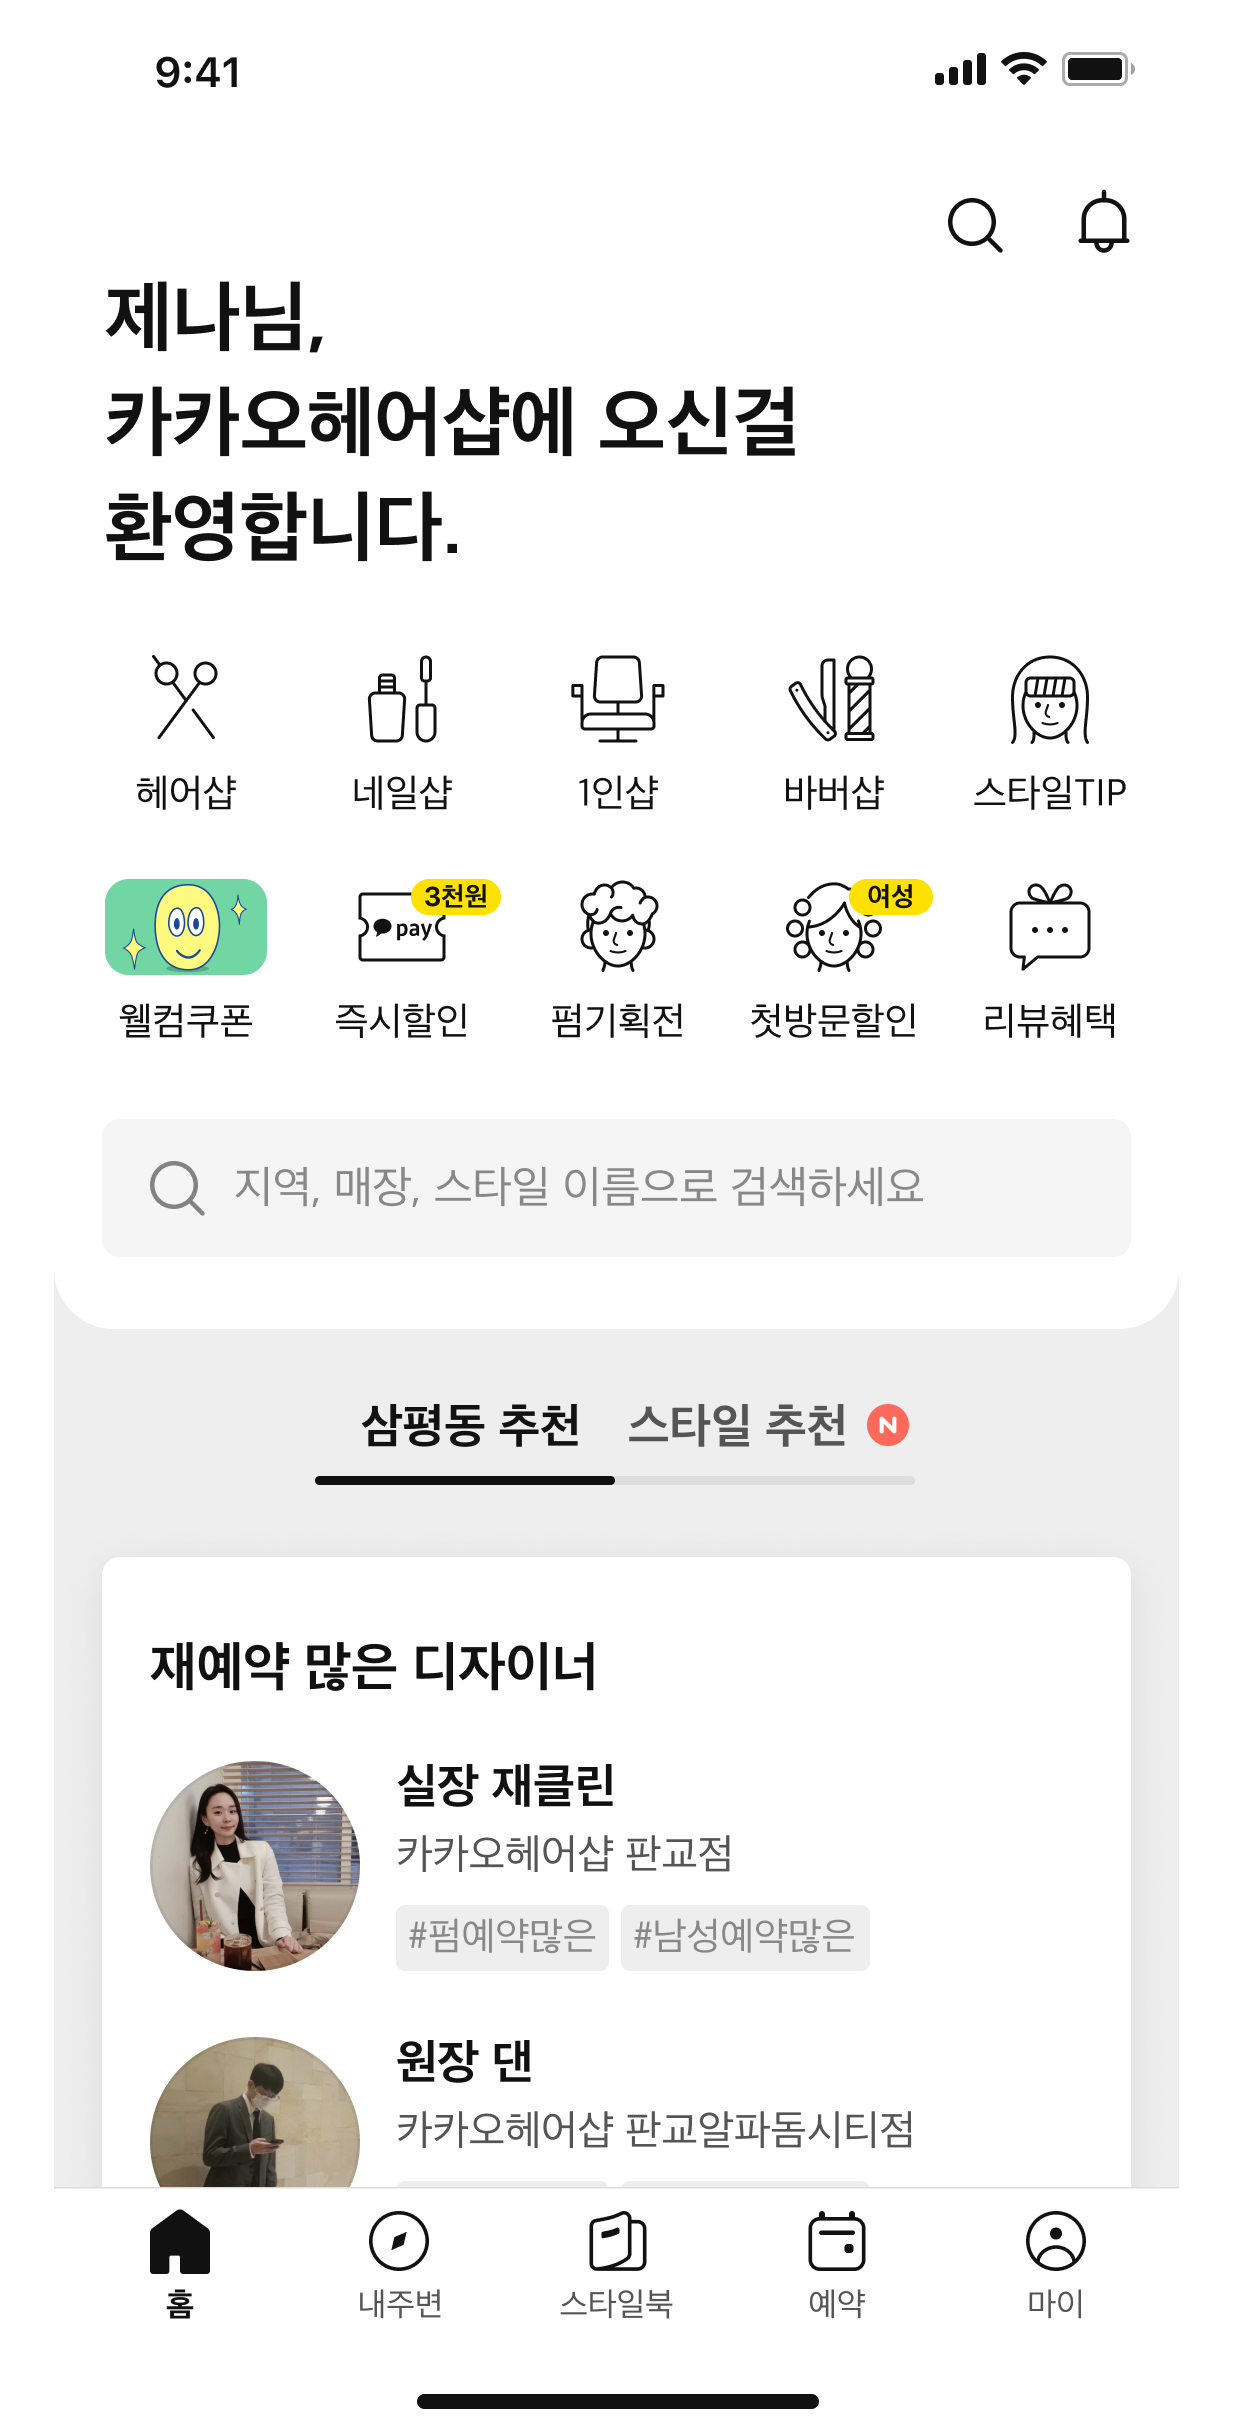 9:41
제나님,
카카오헤어샵에 오신걸
환영합니다.
헤어샵 네일샵 1인샵 바버샵 스타일TIP
pay 3천원 여성
웰컴쿠폰 즉시할인 펌기획전 첫방문할인 리뷰혜택
지역, 매장, 스타일 이름으로 검색하세요
삼평동 추천 스타일 추천 N
재예약 많은 디자이너
실장 재클린
카카오헤어샵 판교점
#펌예약많은 #남성예약많은
원장 댄
카카오헤어샵 판교알파돔시티점
홈 내주변 스타일북 예약 마이